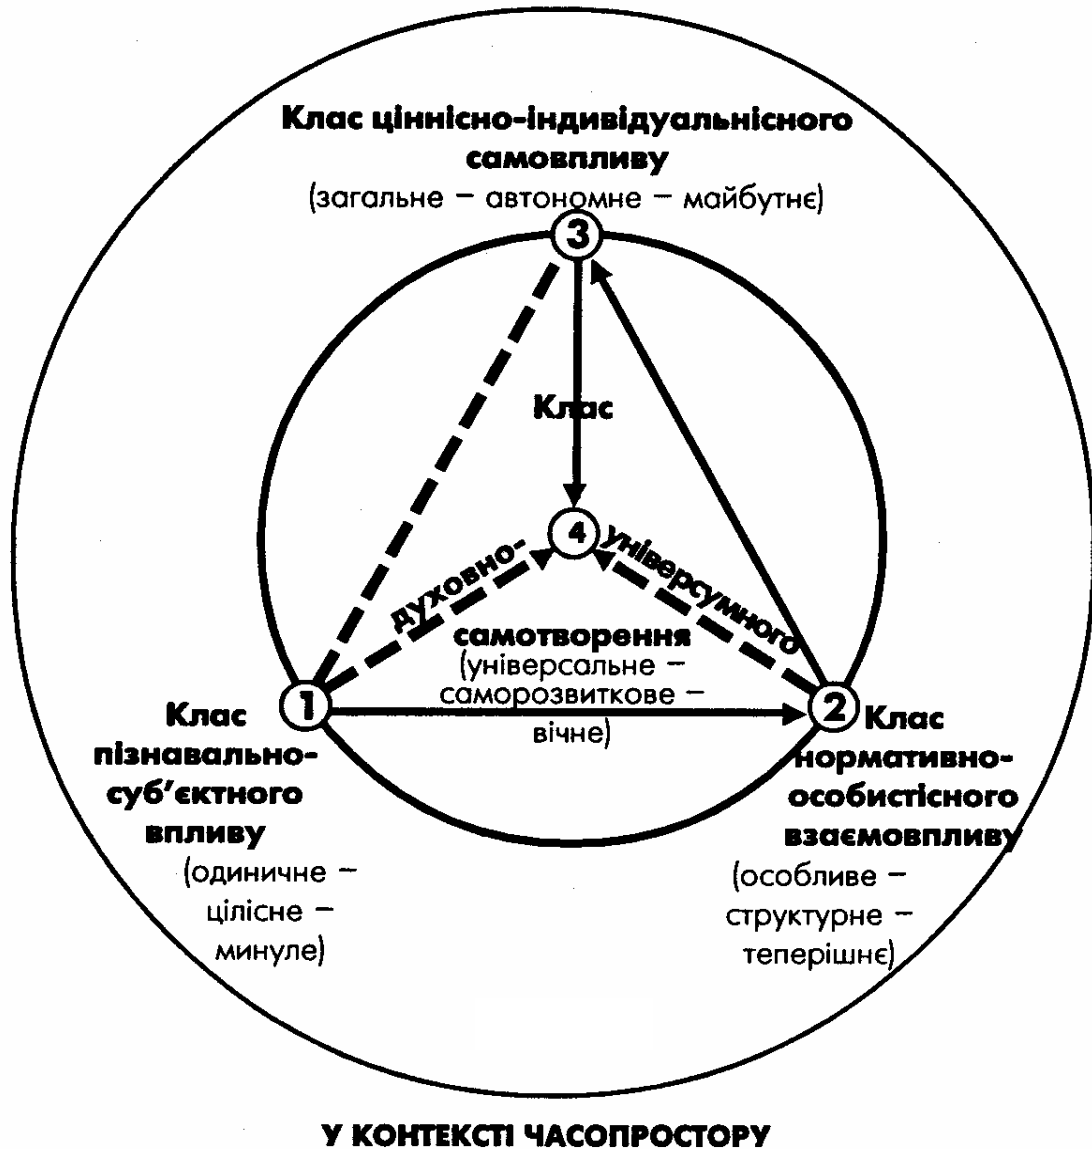 Клас ціннісно-індивідуальнісного
самовпливу
(загальне – автономне – майбутнє)
3
Клас
4
духовно-
універсумного
самотворення
(універсальне –
саморозвиткове –
вічне)
1
Клас
пізнавально-
суб'єктного
впливу
(одиничне –
цілісне –
минуле)
2
Клас
нормативно-
особистісного
взаємовпливу
(особливе –
структурне –
теперішнє)
У КОНТЕКСТІ ЧАСОПРОСТОРУ